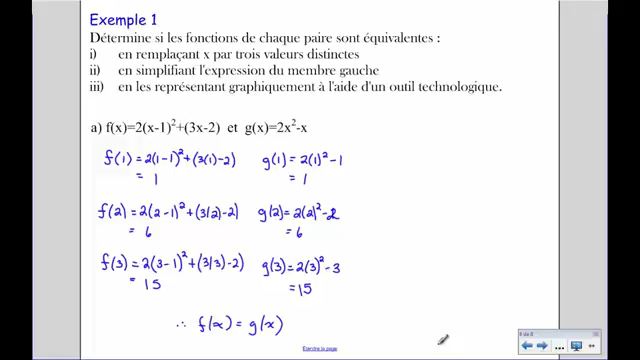 Exemple 1
Détermine si les fonctions de chaque paire sont équivalentes :
i) en remplaçant x par trois valeurs distinctes
ii) en simplifiant l'expression du membre gauche
iii) en les représentant graphiquement à l'aide d'un outil technologique.
a) f(x)=2(x-1)²+(3x-2) et g(x)=2x²-x
f(1) = 2(1-1)²+(3(1)-2) g(1) = 2(1)²-1
= 1 = 1
f(2) = 2(2-1)²+(3(2)-2) g(2) = 2(2)²-2
= 6 = 6
f(3) = 2(3-1)²+(3(3)-2) g(3) = 2(3)²-3
= 15 = 15
∴ f(x) = g(x)
Étendre la page